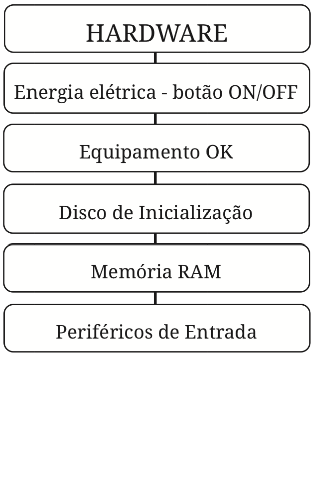 HARDWARE
Energia elétrica - botão ON/OFF
Equipamento OK
Disco de Inicialização
Memória RAM
Periféricos de Entrada